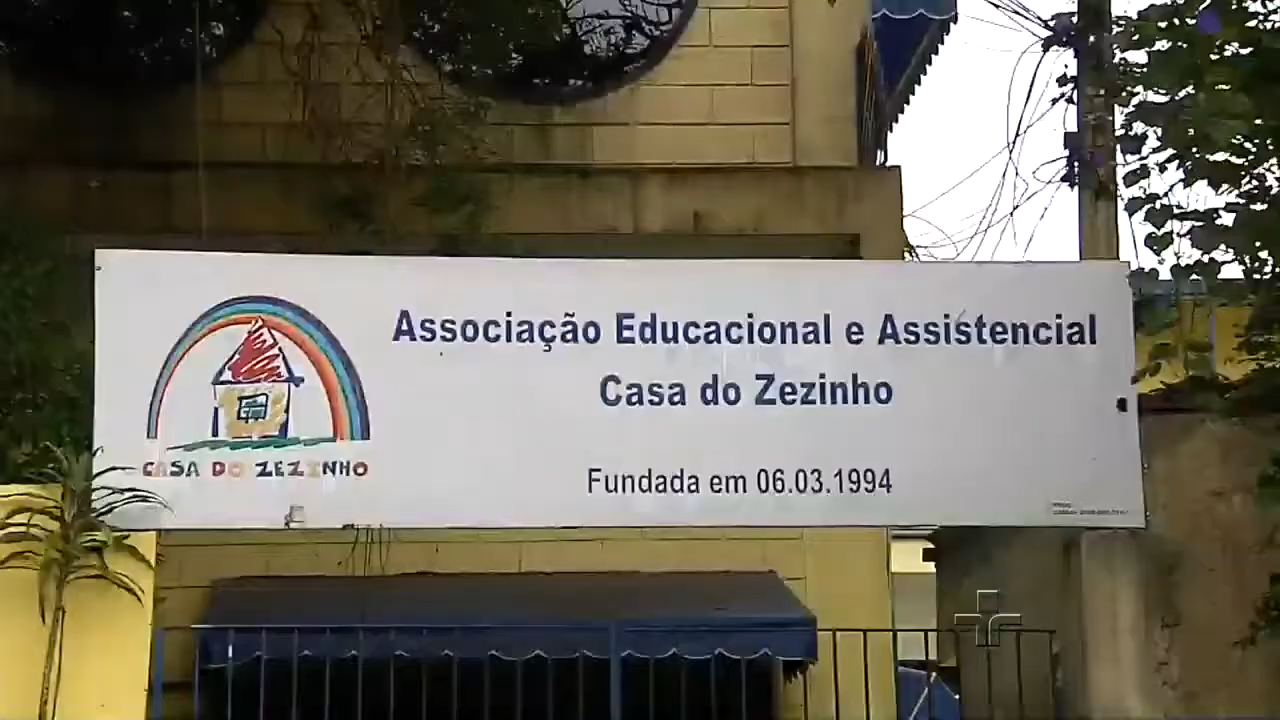 Associação Educacional e Assistencial
Casa do Zezinho
CASA DO ZEZINHO
Fundada em 06.03.1994